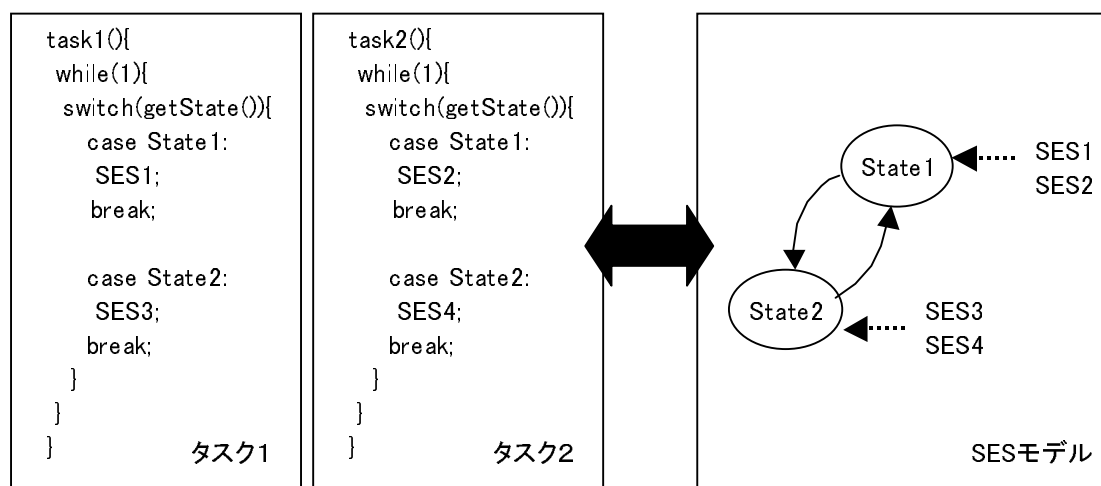 task1(){
while(1){
switch(getState()){
case State1:
SES1;
break;
case State2:
SES3;
break;
}
}
}
タスク1
task2(){
while(1){
switch(getState()){
case State1:
SES2;
break;
case State2:
SES4;
break;
}
}
}
タスク2
State1
SES1
SES2
State2
SES3
SES4
SESモデル